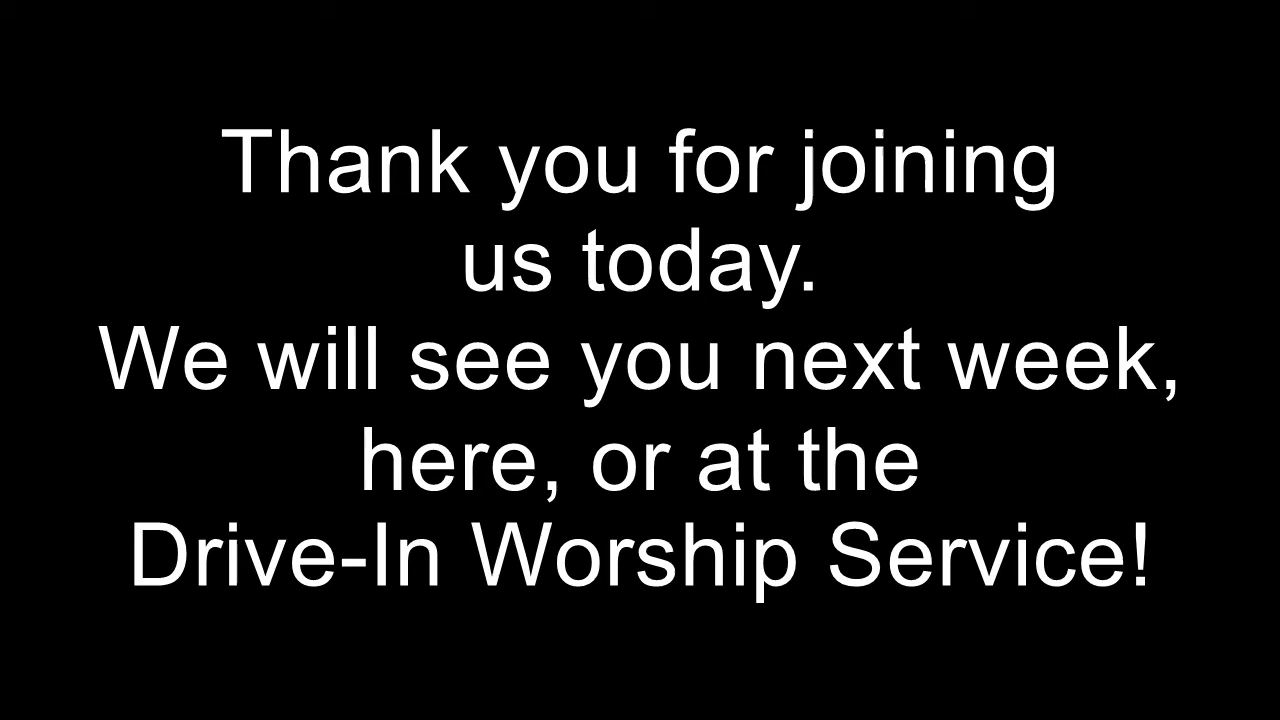 Thank you for joining
us today.
We will see you next week,
here, or at the
Drive-In Worship Service!